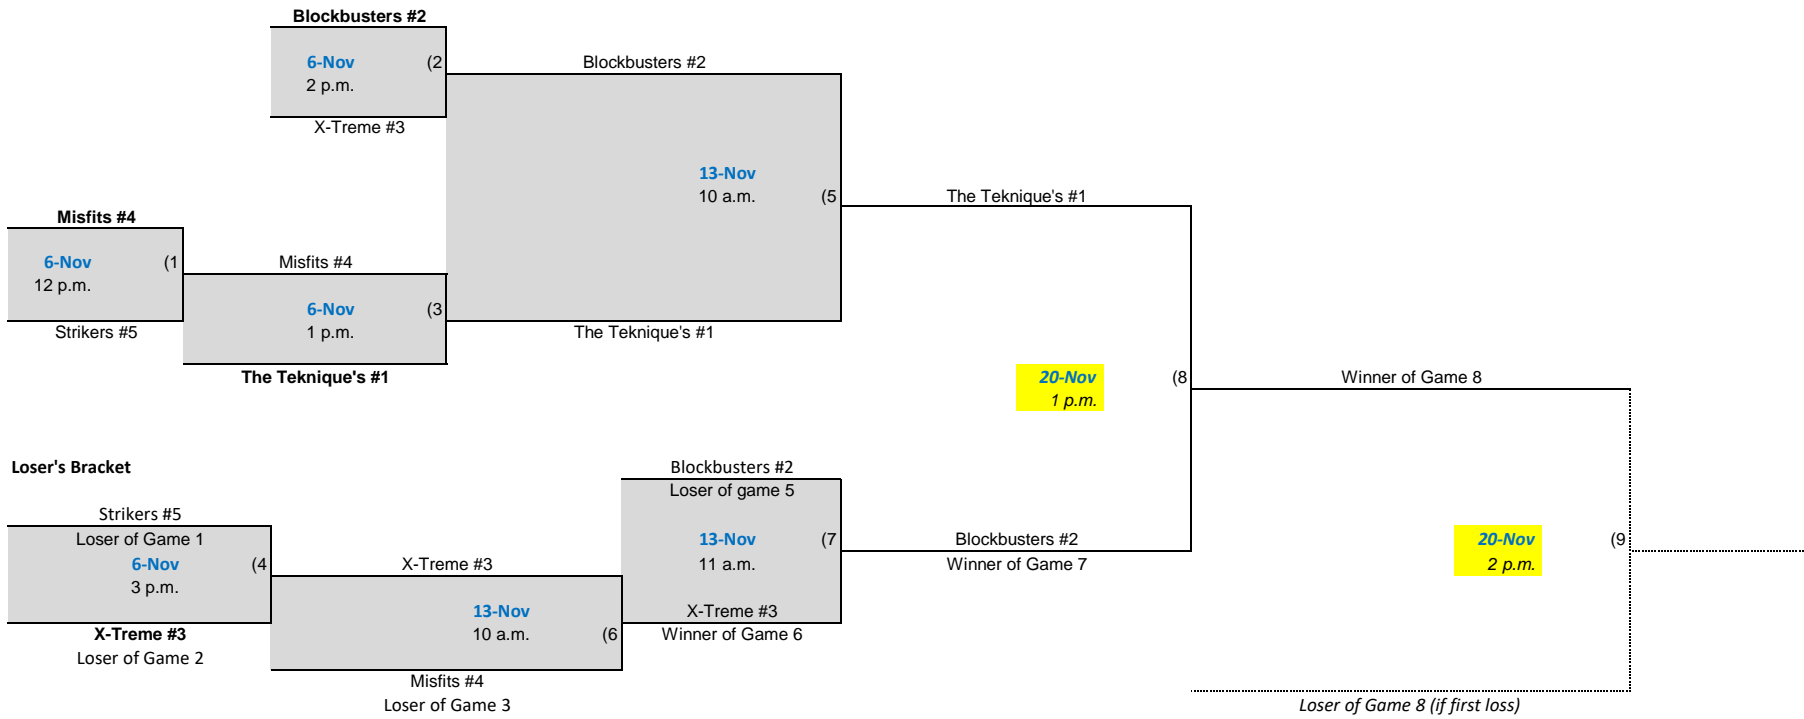 Blockbusters #2
6-Nov (2
2 p.m.
X-Treme #3
Blockbusters #2
13-Nov
10 a.m. (5
The Teknique's #1
Misfits #4
6-Nov (1
12 p.m.
Strikers #5
Misfits #4
6-Nov (3
1 p.m.
The Teknique's #1
The Teknique's #1
20-Nov (8
1 p.m.
Winner of Game 8
Loser's Bracket
Strikers #5
Loser of Game 1
6-Nov (4
3 p.m.
X-Treme #3
Loser of Game 2
X-Treme #3
13-Nov
10 a.m. (6
Misfits #4
Loser of Game 3
Blockbusters #2
Loser of game 5
13-Nov (7
11 a.m.
X-Treme #3
Winner of Game 6
Blockbusters #2
Winner of Game 7
20-Nov (9
2 p.m.
Loser of Game 8 (if first loss)